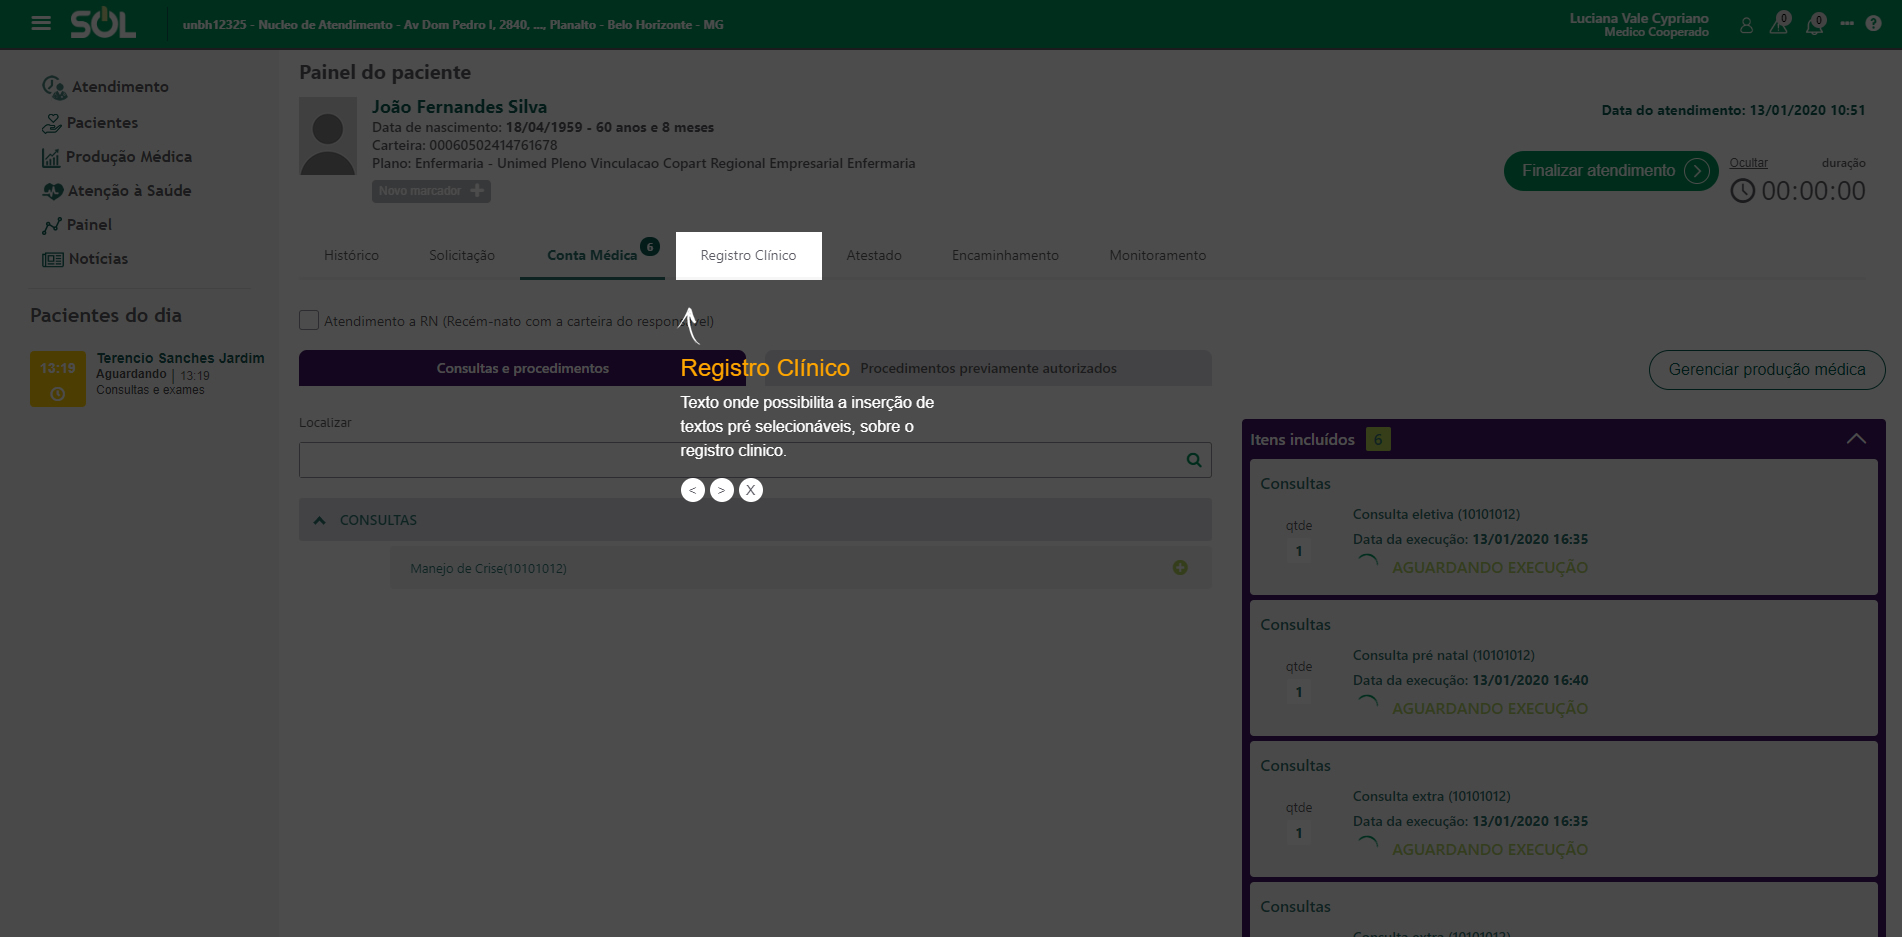 SOL
unbh12325 - Nucleo de Atendimento - Av Dom Pedro I, 2840, ..., Planalto - Belo Horizonte - MG
Luciana Vale Cypriano
Medico Cooperado
0
0
?
Atendimento
Pacientes
Produção Médica
Atenção à Saúde
Painel
Notícias
Pacientes do dia
13:19
Terencio Sanches Jardim
Aguardando | 13:19
Consultas e exames
Painel do paciente
João Fernandes Silva
Data de nascimento: 18/04/1959 - 60 anos e 8 meses
Carteira: 00060502414761678
Plano: Enfermaria - Unimed Pleno Vinculacao Copart Regional Empresarial Enfermaria
Novo marcador +
Data do atendimento: 13/01/2020 10:51
Finalizar atendimento
Ocultar duração
00:00:00
Histórico Solicitação Conta Médica 6 Registro Clínico Atestado Encaminhamento Monitoramento
Atendimento a RN (Recém-nato com a carteira do responsável)
Consultas e procedimentos
Procedimentos previamente autorizados
Gerenciar produção médica
Registro Clínico
Texto onde possibilita a inserção de
textos pré selecionáveis, sobre o
registro clinico.
< > X
Localizar
CONSULTAS
Manejo de Crise(10101012)
Itens incluídos 6
Consultas
qtde
1
Consulta eletiva (10101012)
Data da execução: 13/01/2020 16:35
AGUARDANDO EXECUÇÃO
Consultas
qtde
1
Consulta pré natal (10101012)
Data da execução: 13/01/2020 16:40
AGUARDANDO EXECUÇÃO
Consultas
qtde
1
Consulta extra (10101012)
Data da execução: 13/01/2020 16:35
AGUARDANDO EXECUÇÃO
Consultas
Consulta extra (10101012)